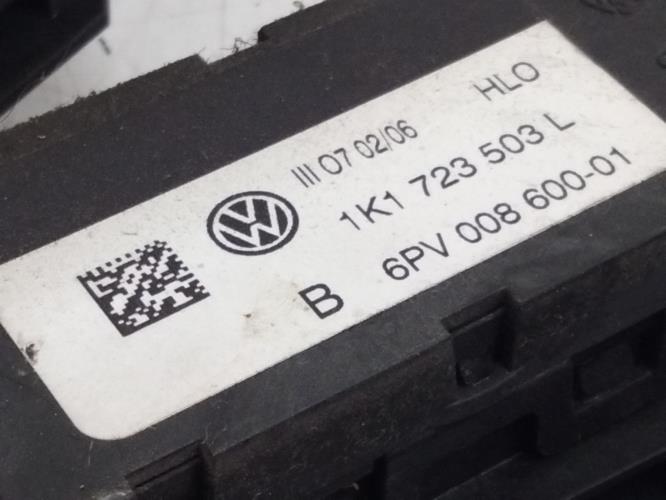 III 07 02/06 HLO
1K1 723 503 L
B 6PV 008 600-01